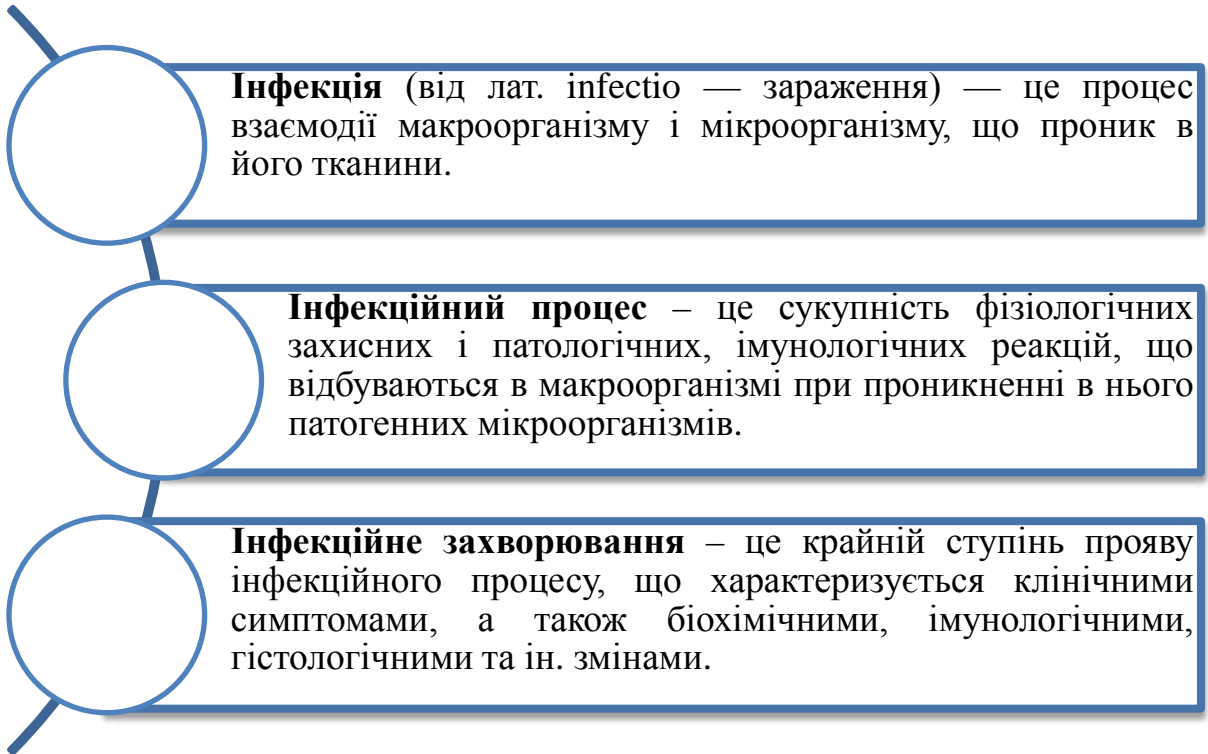 Інфекція (від лат. infectio — зараження) — це процес
взаємодії макроорганізму і мікроорганізму, що проник в
його тканини.
Інфекційний процес – це сукупність фізіологічних
захисних і патологічних, імунологічних реакцій, що
відбуваються в макроорганізмі при проникненні в нього
патогенних мікроорганізмів.
Інфекційне захворювання – це крайній ступінь прояву
інфекційного процесу, що характеризується клінічними
симптомами, а також біохімічними, імунологічними,
гістологічними та ін. змінами.